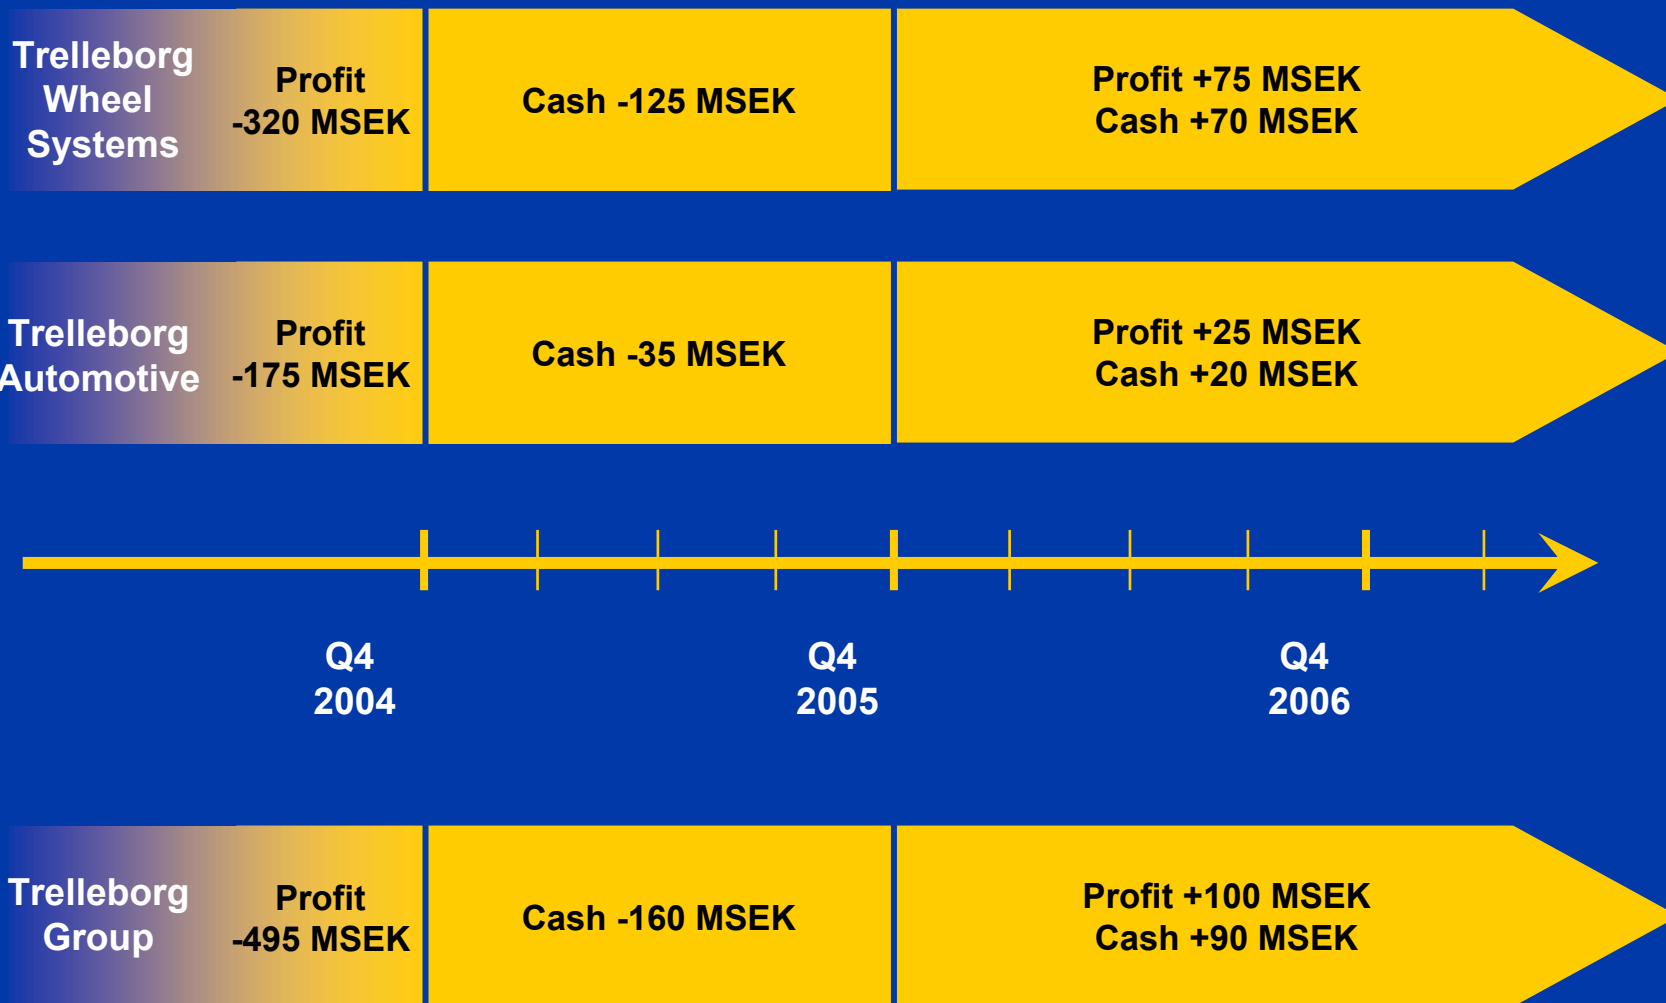 Trelleborg
Wheel
Systems
Profit
-320 MSEK
Cash -125 MSEK
Profit +75 MSEK
Cash +70 MSEK
Trelleborg
Automotive
Profit
-175 MSEK
Cash -35 MSEK
Profit +25 MSEK
Cash +20 MSEK
Q4
2004
Q4
2005
Q4
2006
Trelleborg
Group
Profit
-495 MSEK
Cash -160 MSEK
Profit +100 MSEK
Cash +90 MSEK